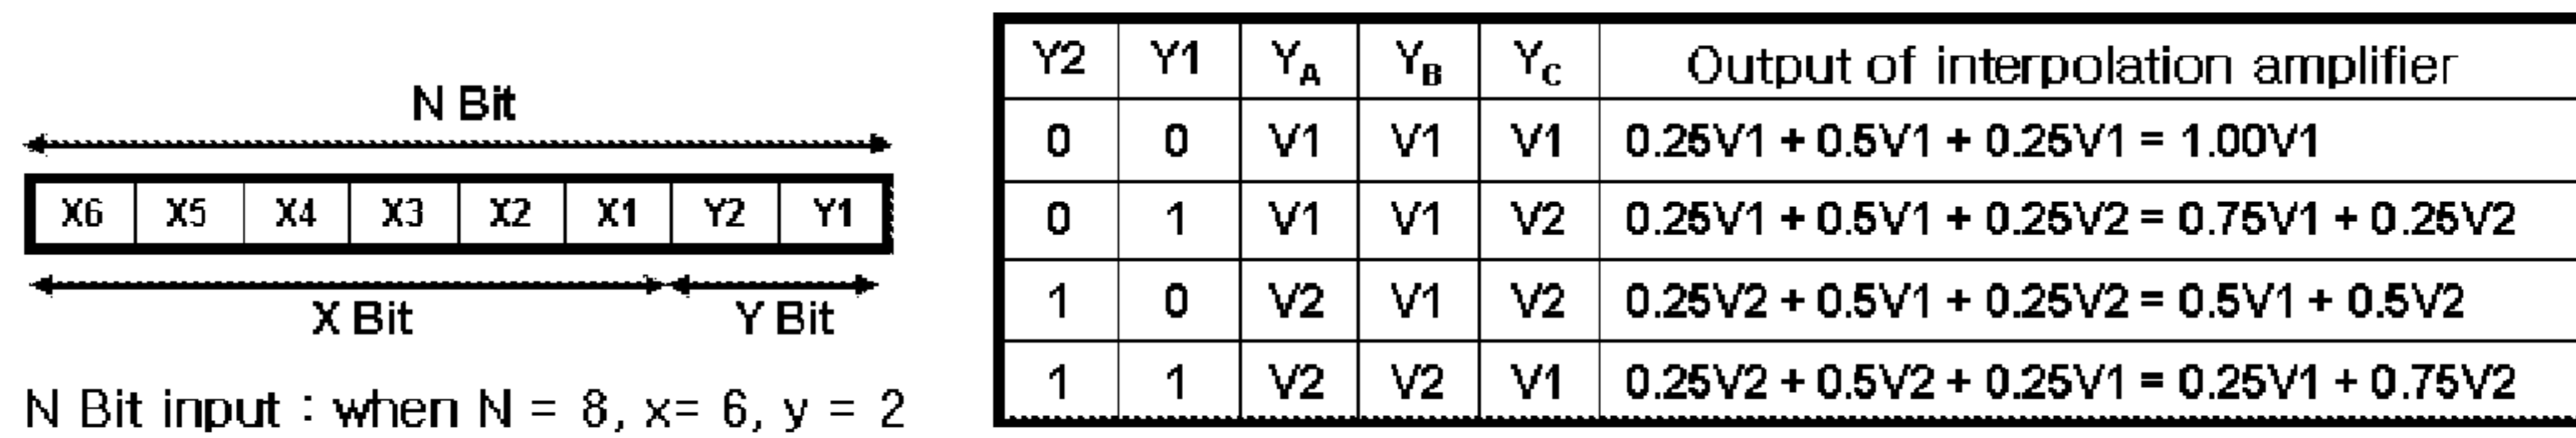 N Bit
X6 X5 X4 X3 X2 X1 Y2 Y1
X Bit Y Bit
N Bit input : when N = 8, x= 6, y = 2
Y2 Y1 YA YB YC Output of interpolation amplifier
0 0 V1 V1 V1 0.25V1 + 0.5V1 + 0.25V1 = 1.00V1
0 1 V1 V1 V2 0.25V1 + 0.5V1 + 0.25V2 = 0.75V1 + 0.25V2
1 0 V2 V1 V2 0.25V2 + 0.5V1 + 0.25V2 = 0.5V1 + 0.5V2
1 1 V2 V2 V1 0.25V2 + 0.5V2 + 0.25V1 = 0.25V1 + 0.75V2